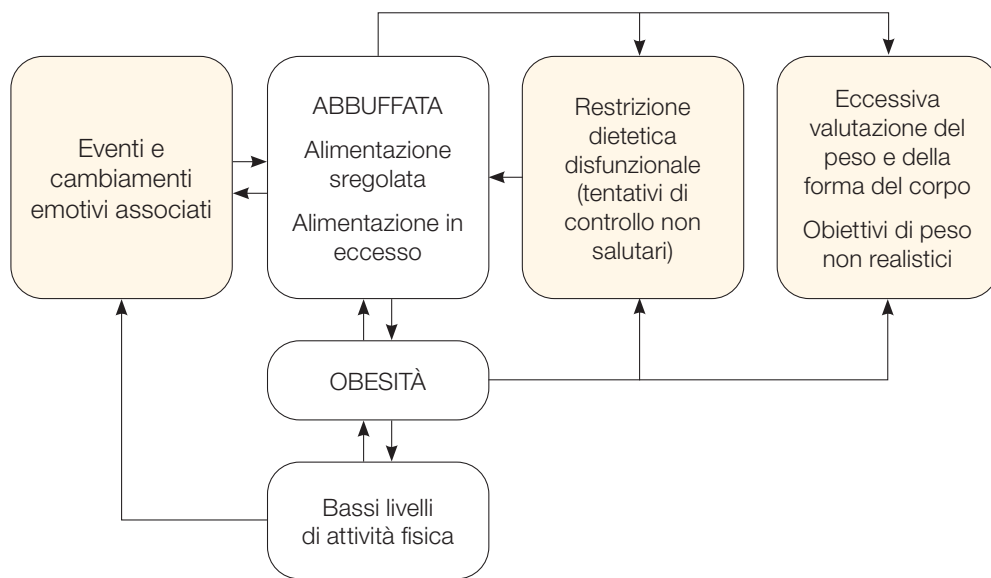 Eventi e
cambiamenti
emotivi associati
ABBUFFATA
Alimentazione
sregolata
Alimentazione in
eccesso
Restrizione
dietetica
disfunzionale
(tentativi di
controllo non
salutari)
Eccessiva
valutazione del
peso e della
forma del corpo
Obiettivi di peso
non realistici
OBESITÀ
Bassi livelli
di attività fisica